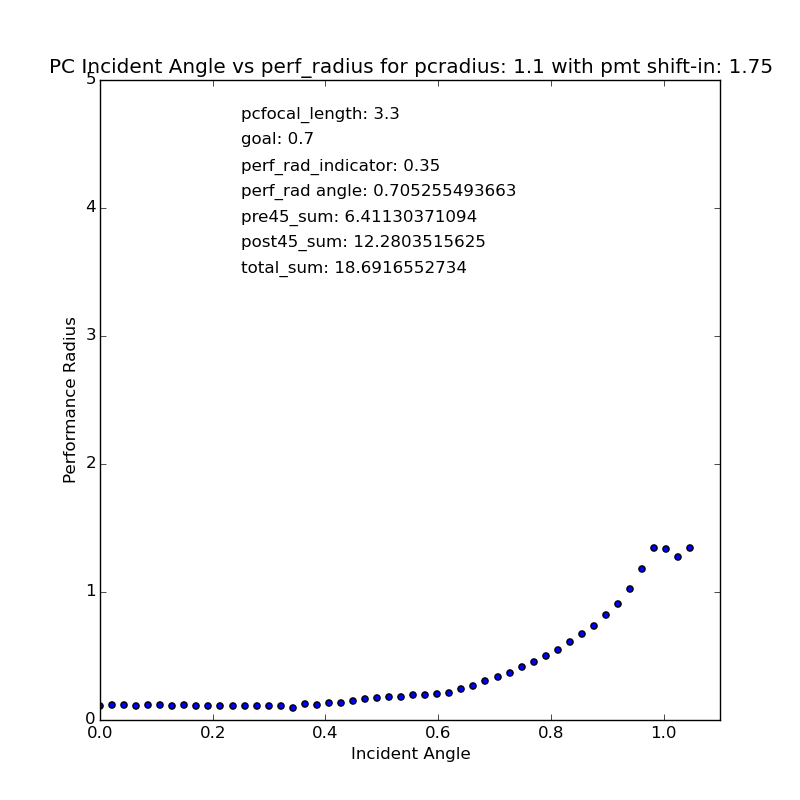 PC Incident Angle vs perf_radius for pcradius: 1.1 with pmt shift-in: 1.75
5
pcfocal_length: 3.3
goal: 0.7
perf_rad_indicator: 0.35
perf_rad angle: 0.705255493663
4
pre45_sum: 6.41130371094
post45_sum: 12.2803515625
total_sum: 18.6916552734
3
Performance Radius
2
1
0
0.0 0.2 0.4 0.6 0.8 1.0
Incident Angle